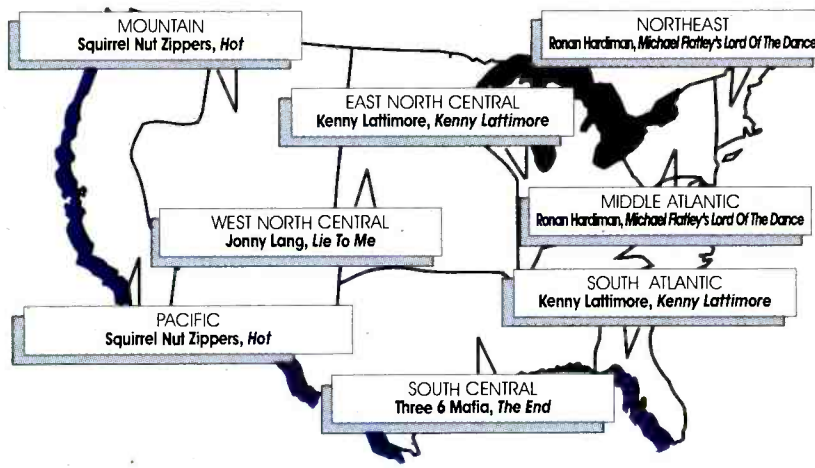 MOUNTAIN
Squirrel Nut Zippers, Hot
NORTHEAST
Ronan Hardiman, Michael Flatley's Lord Of The Dance
EAST NORTH CENTRAL
Kenny Lattimore, Kenny Lattimore
WEST NORTH CENTRAL
Jonny Lang, Lie To Me
MIDDLE ATLANTIC
Ronan Hardiman, Michael Flatley's Lord Of The Dance
SOUTH ATLANTIC
Kenny Lattimore, Kenny Lattimore
PACIFIC
Squirrel Nut Zippers, Hot
SOUTH CENTRAL
Three 6 Mafia, The End